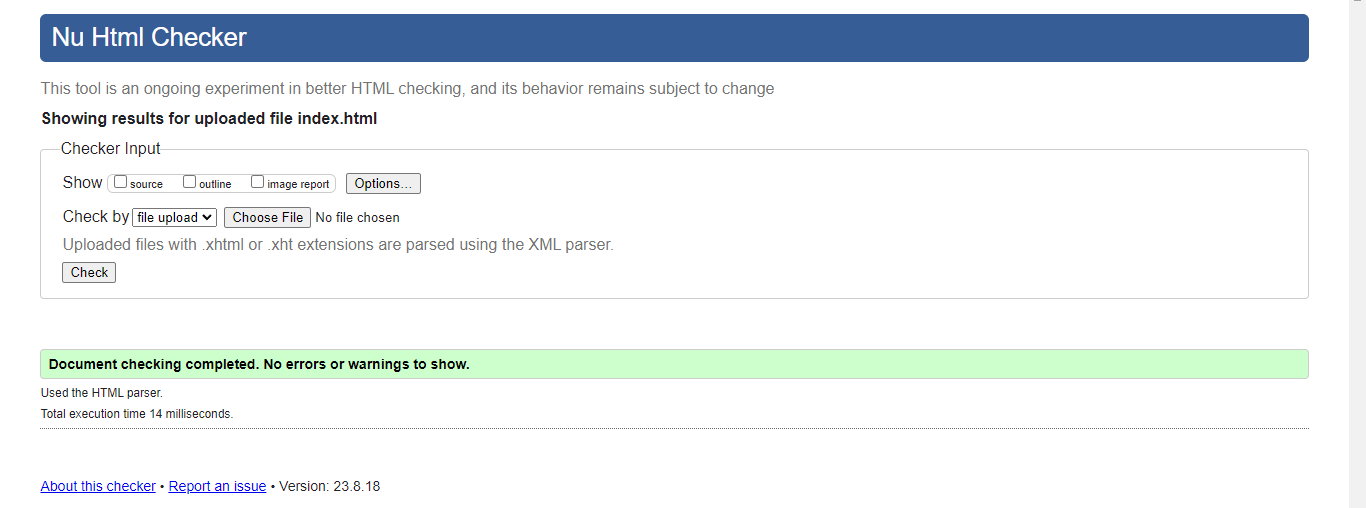 Nu Html Checker
This tool is an ongoing experiment in better HTML checking, and its behavior remains subject to change
Showing results for uploaded file index.html
Checker Input
Show source outline image report Options...
Check by file upload Choose File No file chosen
Uploaded files with .xhtml or .xht extensions are parsed using the XML parser.
Check
Document checking completed. No errors or warnings to show.
Used the HTML parser.
Total execution time 14 milliseconds.
About this checker • Report an issue • Version: 23.8.18